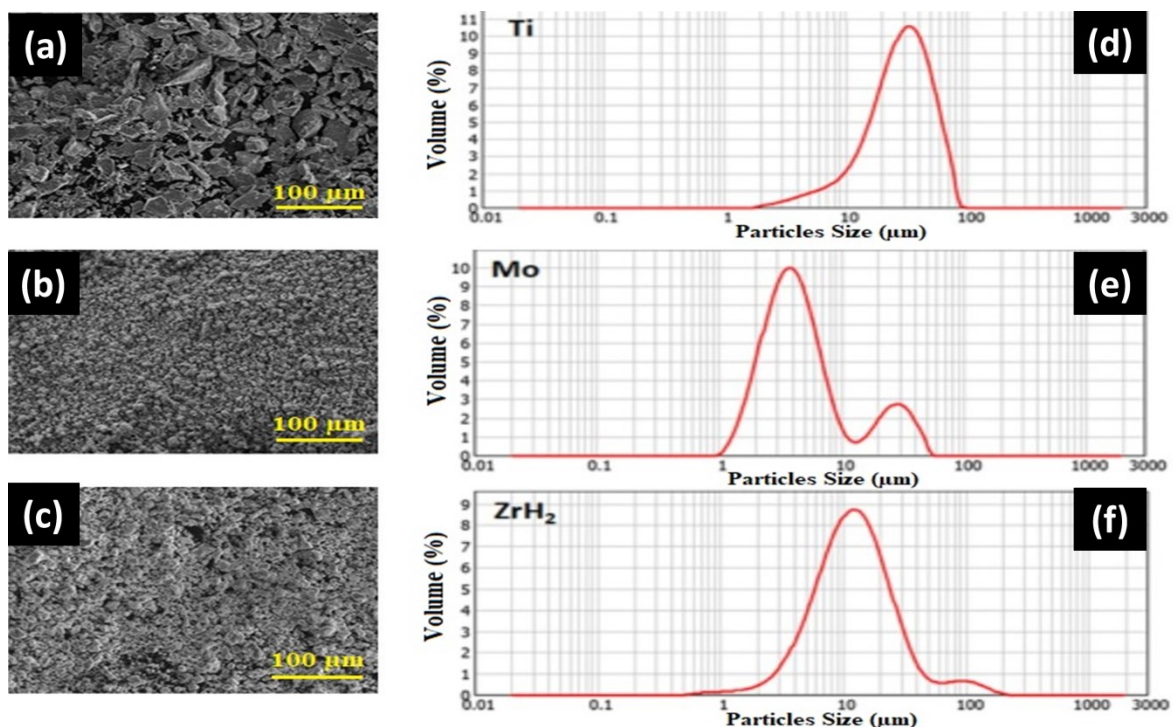 (a)
100 µm
Ti
(d)
Volume (%)
11
10
9
8
7
6
5
4
3
2
1
0
0.01 0.1 1 10 100 1000 3000
Particles Size (µm)
(b)
100 µm
Mo
(e)
Volume (%)
10
9
8
7
6
5
4
3
2
1
0
0.01 0.1 1 10 100 1000 3000
Particles Size (µm)
(c)
100 µm
ZrH₂
(f)
Volume (%)
9
8
7
6
5
4
3
2
1
0
0.01 0.1 1 10 100 1000 3000
Particles Size (µm)